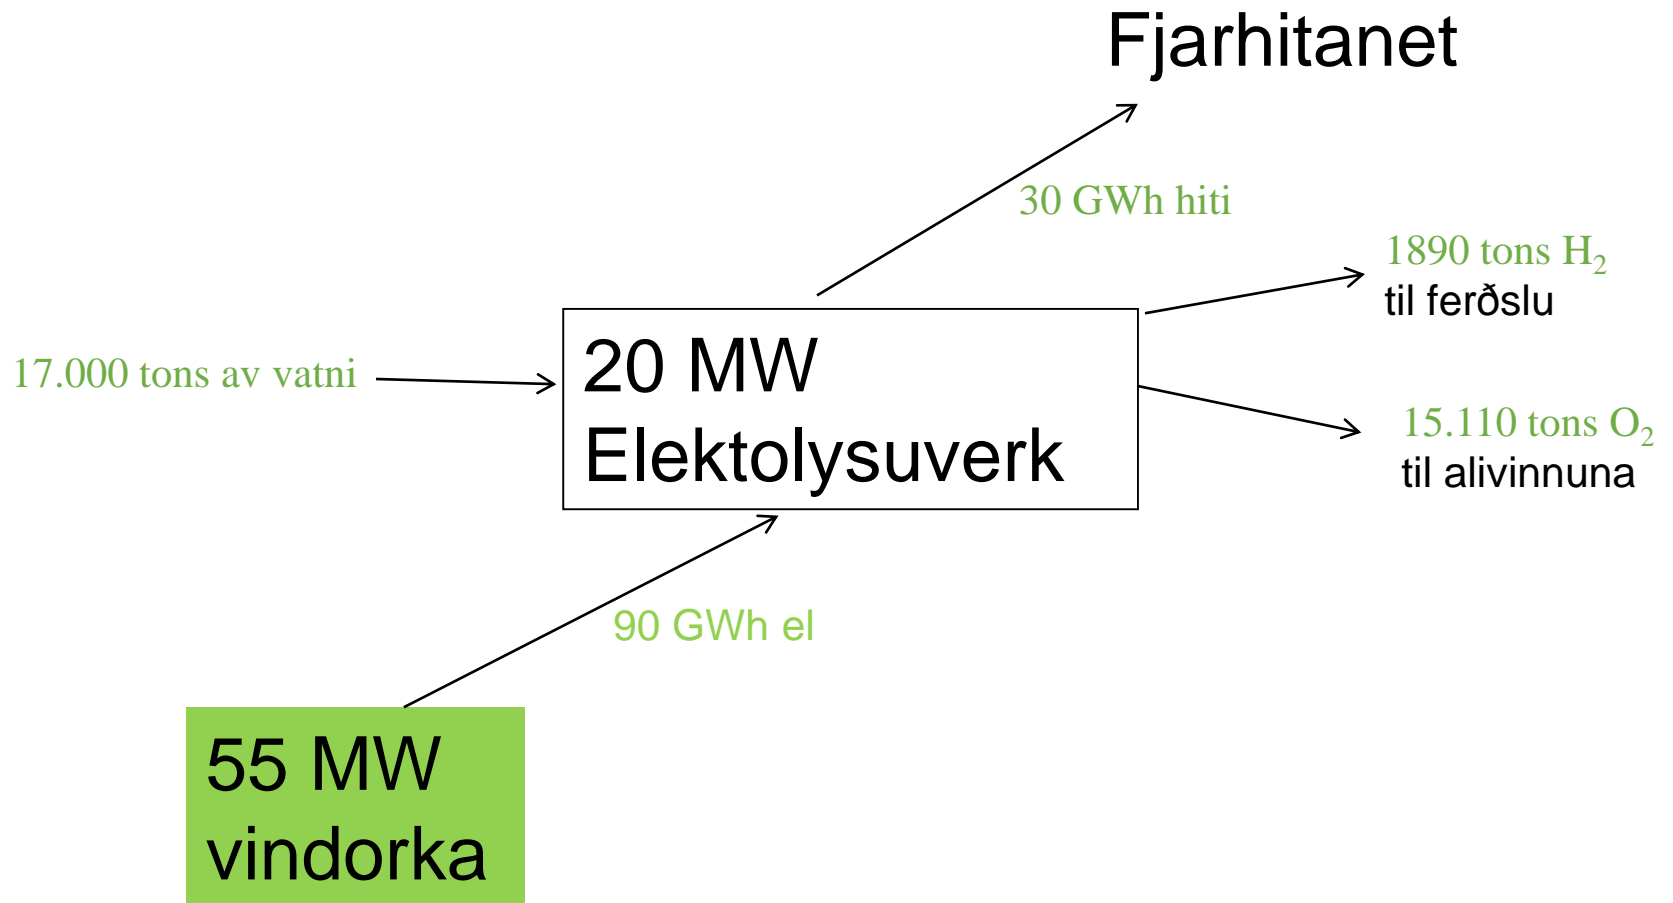 Fjarhitanet
30 GWh hiti
1890 tons H₂
til ferðslu
17.000 tons av vatni
20 MW
Elektolysuverk
15.110 tons O₂
til alivinnuna
90 GWh el
55 MW
vindorka